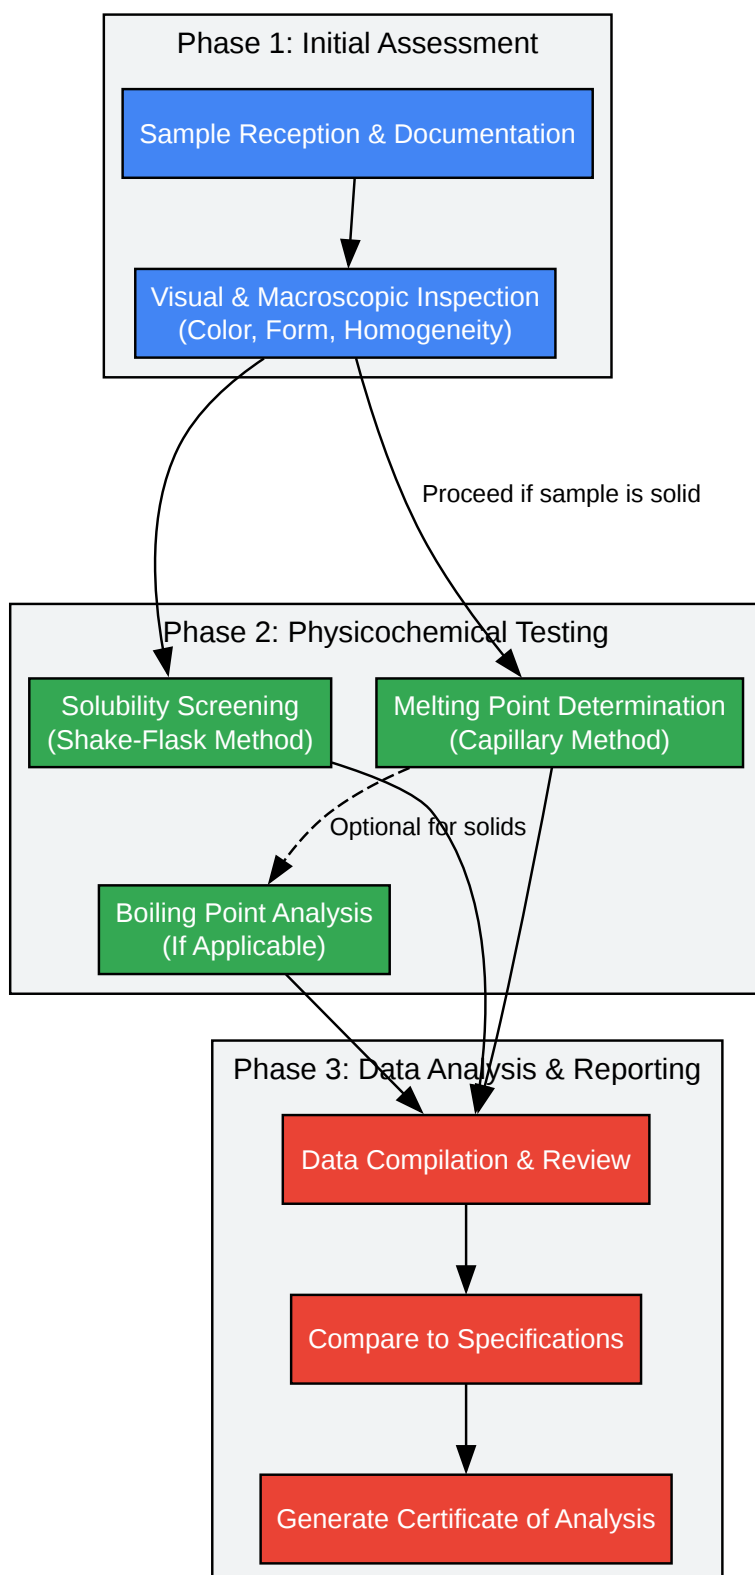 Phase 1: Initial Assessment
Sample Reception & Documentation
Visual & Macroscopic Inspection
(Color, Form, Homogeneity)
Proceed if sample is solid
Phase 2: Physicochemical Testing
Solubility Screening
(Shake-Flask Method)
Melting Point Determination
(Capillary Method)
Optional for solids
Boiling Point Analysis
(If Applicable)
Phase 3: Data Analysis & Reporting
Data Compilation & Review
Compare to Specifications
Generate Certificate of Analysis